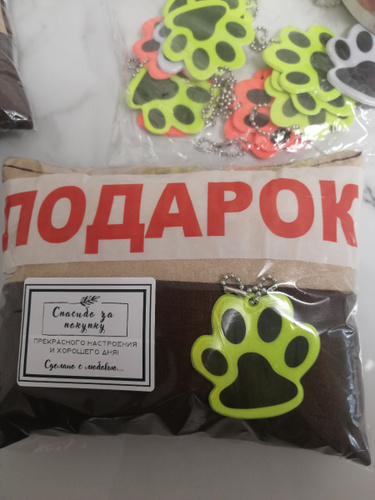 ПОДАРОК
Спасибо за
покупку
ПРЕКРАСНОГО НАСТРОЕНИЯ
И ХОРОШЕГО ДНЯ!
Сделано с любовью...